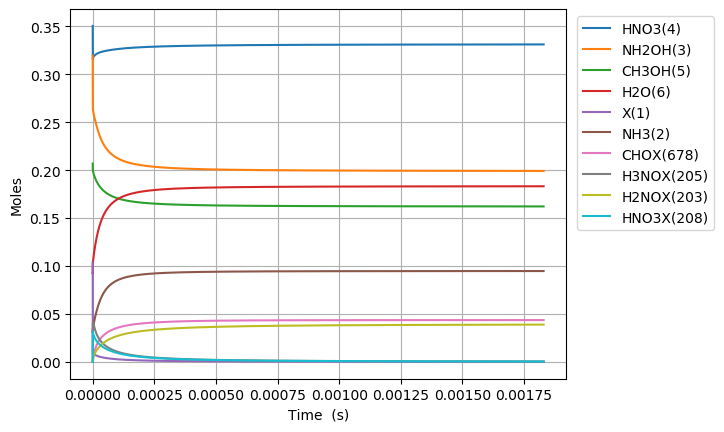 0.35
0.30
0.25
0.20
0.15
0.10
0.05
0.00
Moles
0.00000 0.00025 0.00050 0.00075 0.00100 0.00125 0.00150 0.00175
Time (s)
HNO3(4)
NH2OH(3)
CH3OH(5)
H2O(6)
X(1)
NH3(2)
CHOX(678)
H3NOX(205)
H2NOX(203)
HNO3X(208)